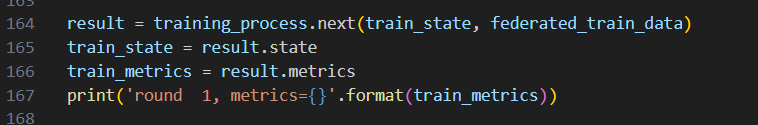 163
164 result = training_process.next(train_state, federated_train_data)
165 train_state = result.state
166 train_metrics = result.metrics
167 print('round  1, metrics={}'.format(train_metrics))
168